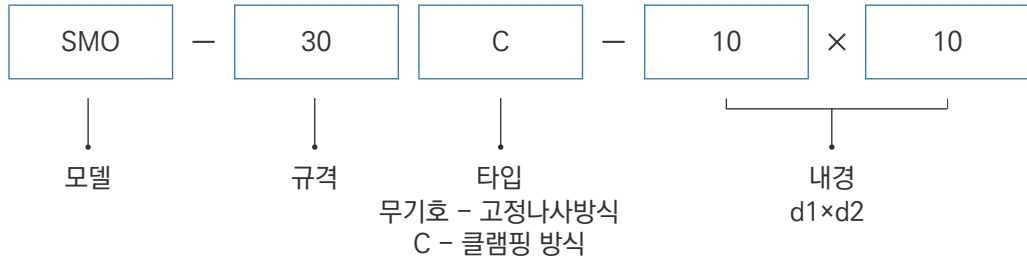 SMO – 30 C – 10 × 10
모델 규격 타입 내경
무기호 – 고정나사방식 d1×d2
C – 클램핑 방식